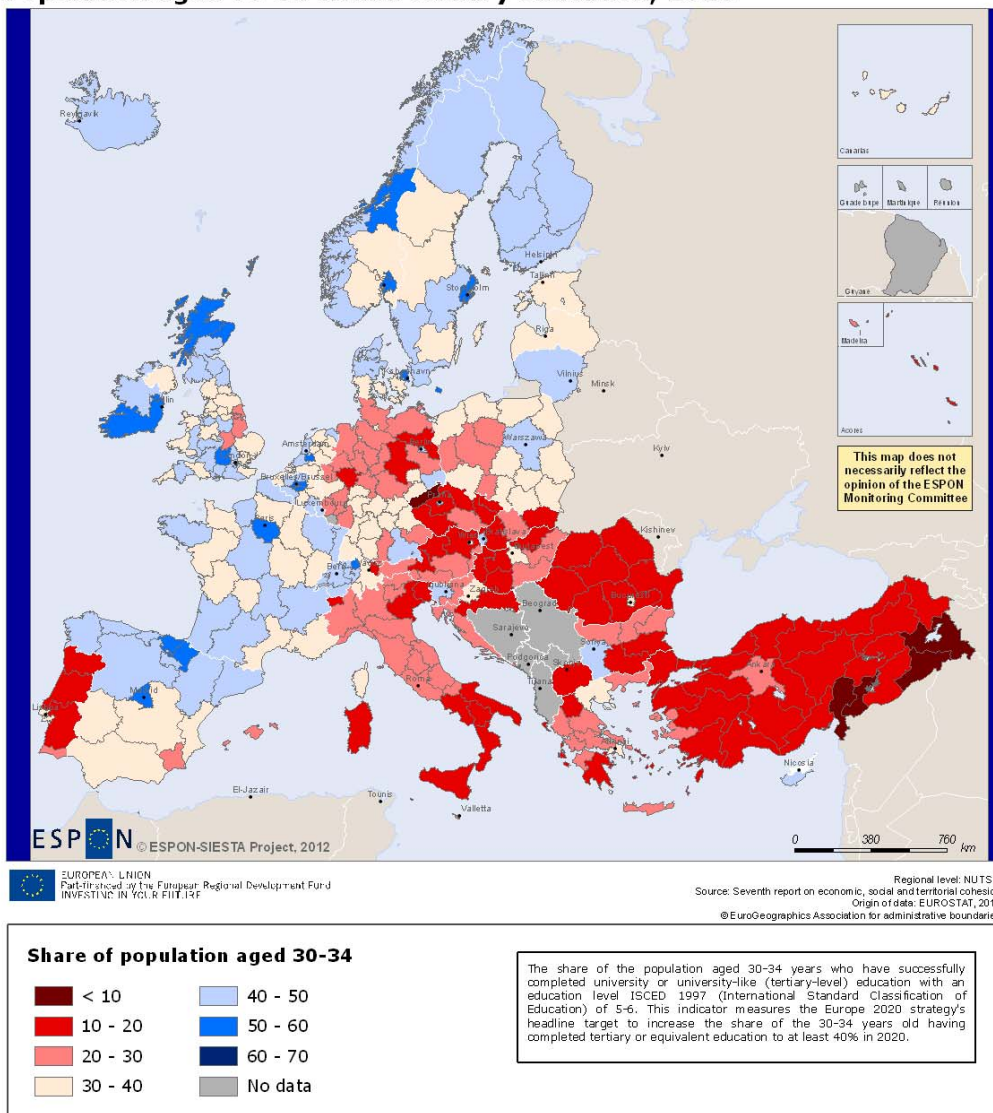 Reykjavik
Canarias
Guadeloupe
Martinique
Réunion
Helsinki
Tallinn
Stockholm
Guyane
Riga
Madeira
København
Vilnius
Minsk
Acores
Amsterdam
Warszawa
Kyiv
This map does not
necessarily reflect the
opinion of the ESPON
Monitoring Committee
Bruxelles/Brussel
Luxembourg
Praha
Paris
Kishinev
Bern
Ljubljana
Zagreb
Bucuresti
Beograd
Sarajevo
Sofiya
Podgorica
Skopje
Tirana
Roma
Madrid
Ankara
Nicosia
El-Jazair
Tounis
Valletta
ESPON © ESPON-SIESTA Project, 2012
0 380 760
km
EUROPEAN UNION
Part-financed by the European Regional Development Fund
INVESTING IN YOUR FUTURE
Regional level: NUTS
Source: Seventh report on economic, social and territorial cohesio
Origin of data: EUROSTAT, 201
© EuroGeographics Association for administrative boundarie
Share of population aged 30-34
< 10
10 - 20
20 - 30
30 - 40
40 - 50
50 - 60
60 - 70
No data
The share of the population aged 30-34 years who have successfully
completed university or university-like (tertiary-level) education with an
education level ISCED 1997 (International Standard Classification of
Education) of 5-6. This indicator measures the Europe 2020 strategy's
headline target to increase the share of the 30-34 years old having
completed tertiary or equivalent education to at least 40% in 2020.